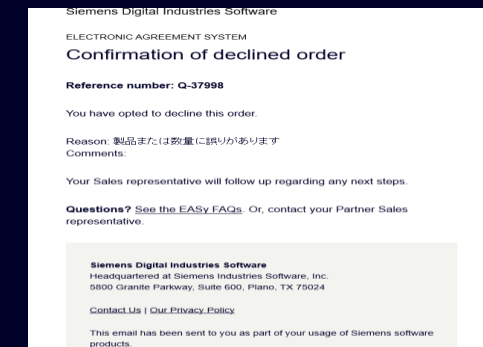 Siemens Digital Industries Software
ELECTRONIC AGREEMENT SYSTEM
Confirmation of declined order
Reference number: Q-37998
You have opted to decline this order.
Reason: 製品または数量に誤りがあります
Comments:
Your Sales representative will follow up regarding any next steps.
Questions? See the EASy FAQs. Or, contact your Partner Sales
representative.
Siemens Digital Industries Software
Headquartered at Siemens Industries Software, Inc.
5800 Granite Parkway, Suite 600, Plano, TX 75024
Contact Us | Our Privacy Policy
This email has been sent to you as part of your usage of Siemens software
products.